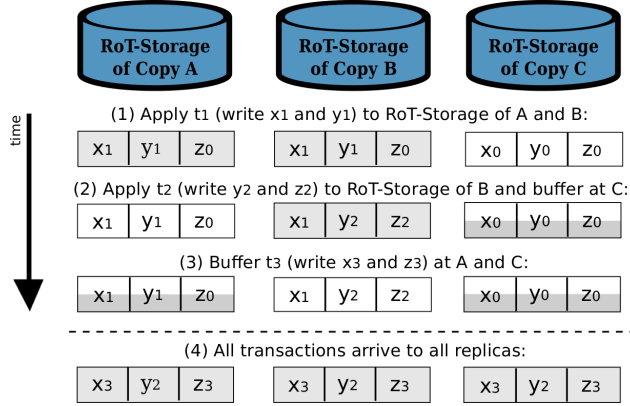 RoT-Storage of Copy A
RoT-Storage of Copy B
RoT-Storage of Copy C
time
(1) Apply t1 (write x1 and y1) to RoT-Storage of A and B:
x1 y1 z0 x1 y1 z0 x0 y0 z0
(2) Apply t2 (write y2 and z2) to RoT-Storage of B and buffer at C:
x1 y1 z0 x1 y2 z2 x0 y0 z0
(3) Buffer t3 (write x3 and z3) at A and C:
x1 y1 z0 x1 y2 z2 x0 y0 z0
(4) All transactions arrive to all replicas:
x3 y2 z3 x3 y2 z3 x3 y2 z3